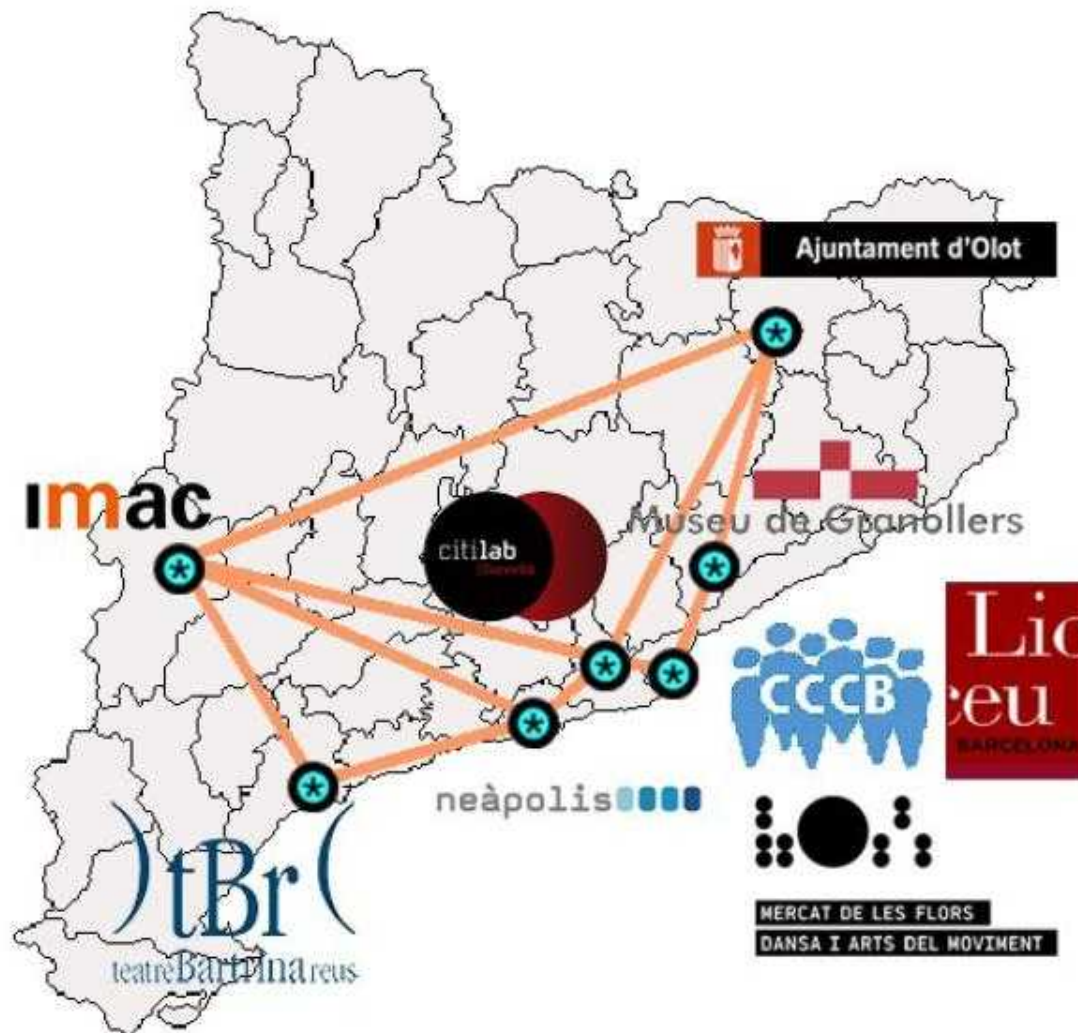 Ajuntament d'Olot
ımac
citilab
Museu de Granollers
CCCB
Lic
ceu
BARCELONA
neàpolis
)tBr(
teatreBartrinareus
MERCAT DE LES FLORS
DANSA I ARTS DEL MOVIMENT